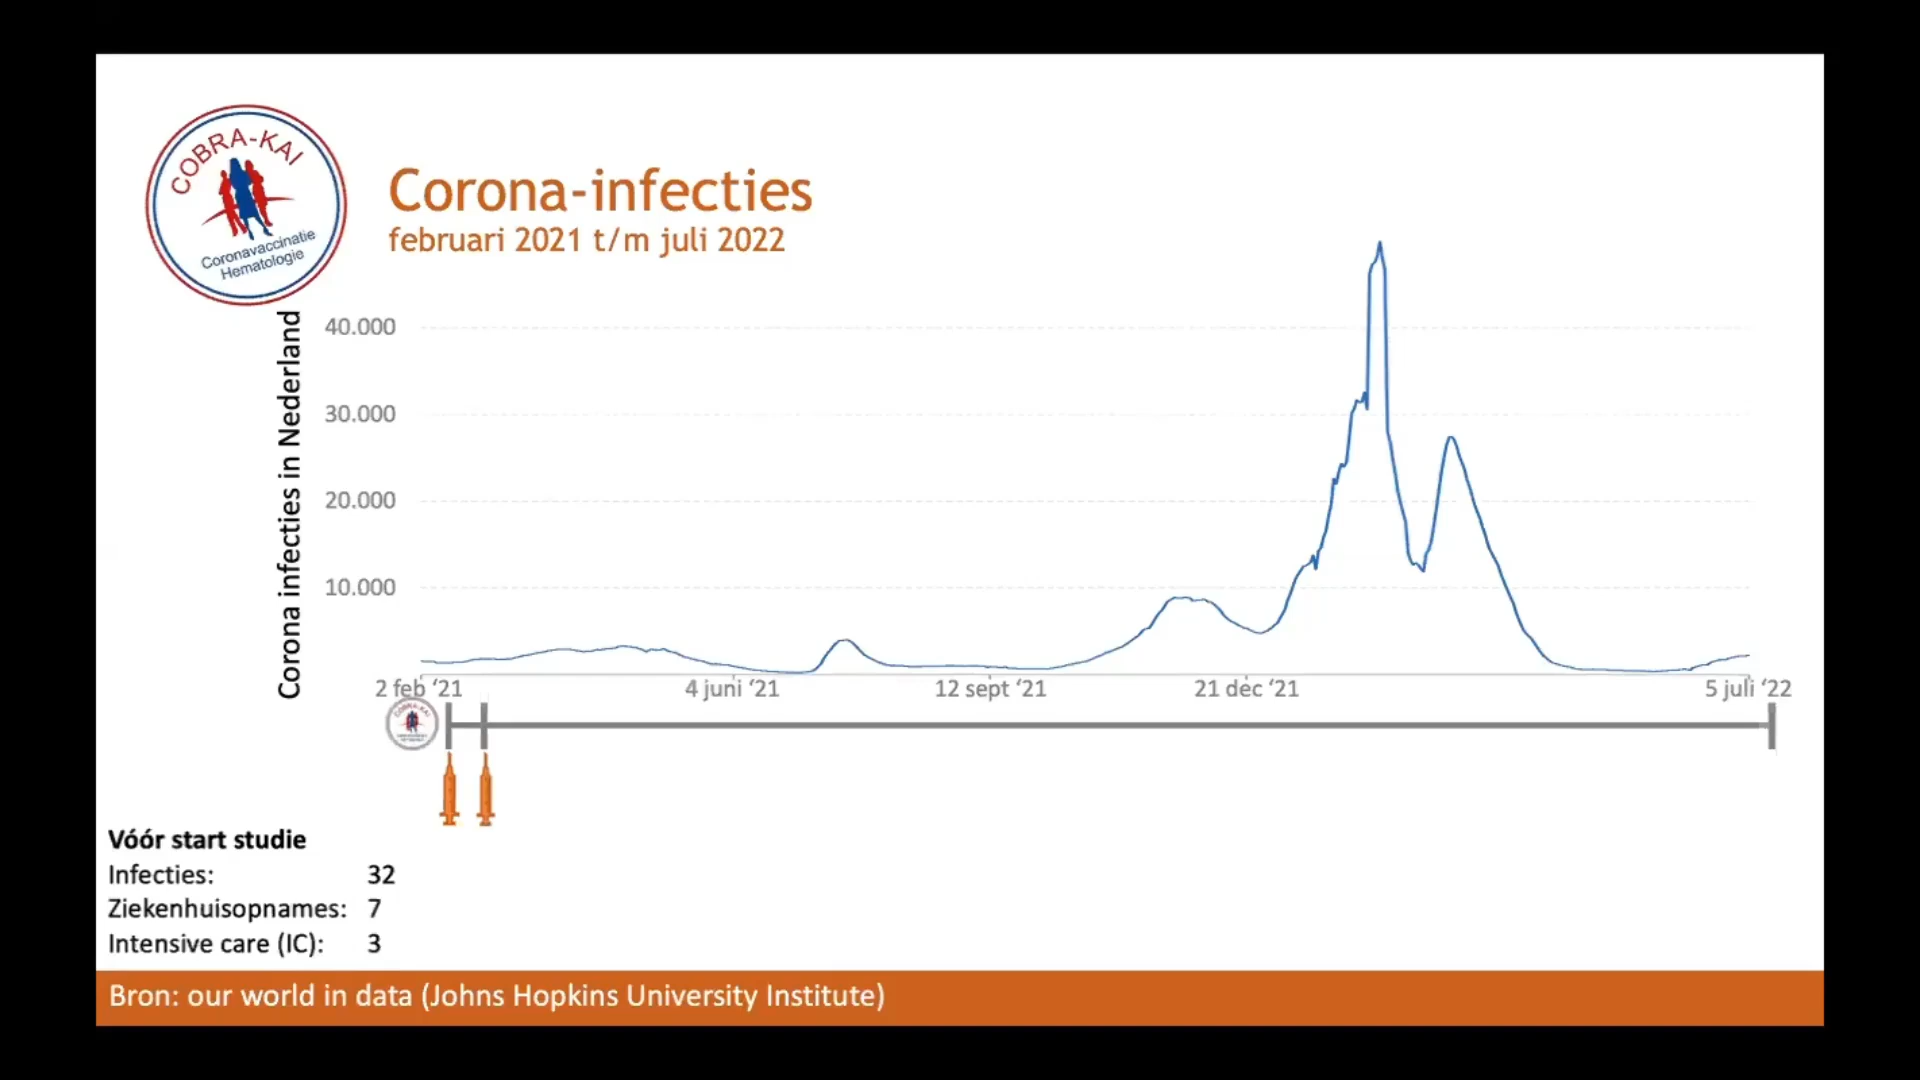 COBRA-KAI
Coronavaccinatie
Hematologie
Corona-infecties
februari 2021 t/m juli 2022
Corona infecties in Nederland
40.000
30.000
20.000
10.000
2 feb ‘21
4 juni ‘21
12 sept ‘21
21 dec ‘21
5 juli ‘22
Vóór start studie
Infecties: 32
Ziekenhuisopnames: 7
Intensive care (IC): 3
Bron: our world in data (Johns Hopkins University Institute)